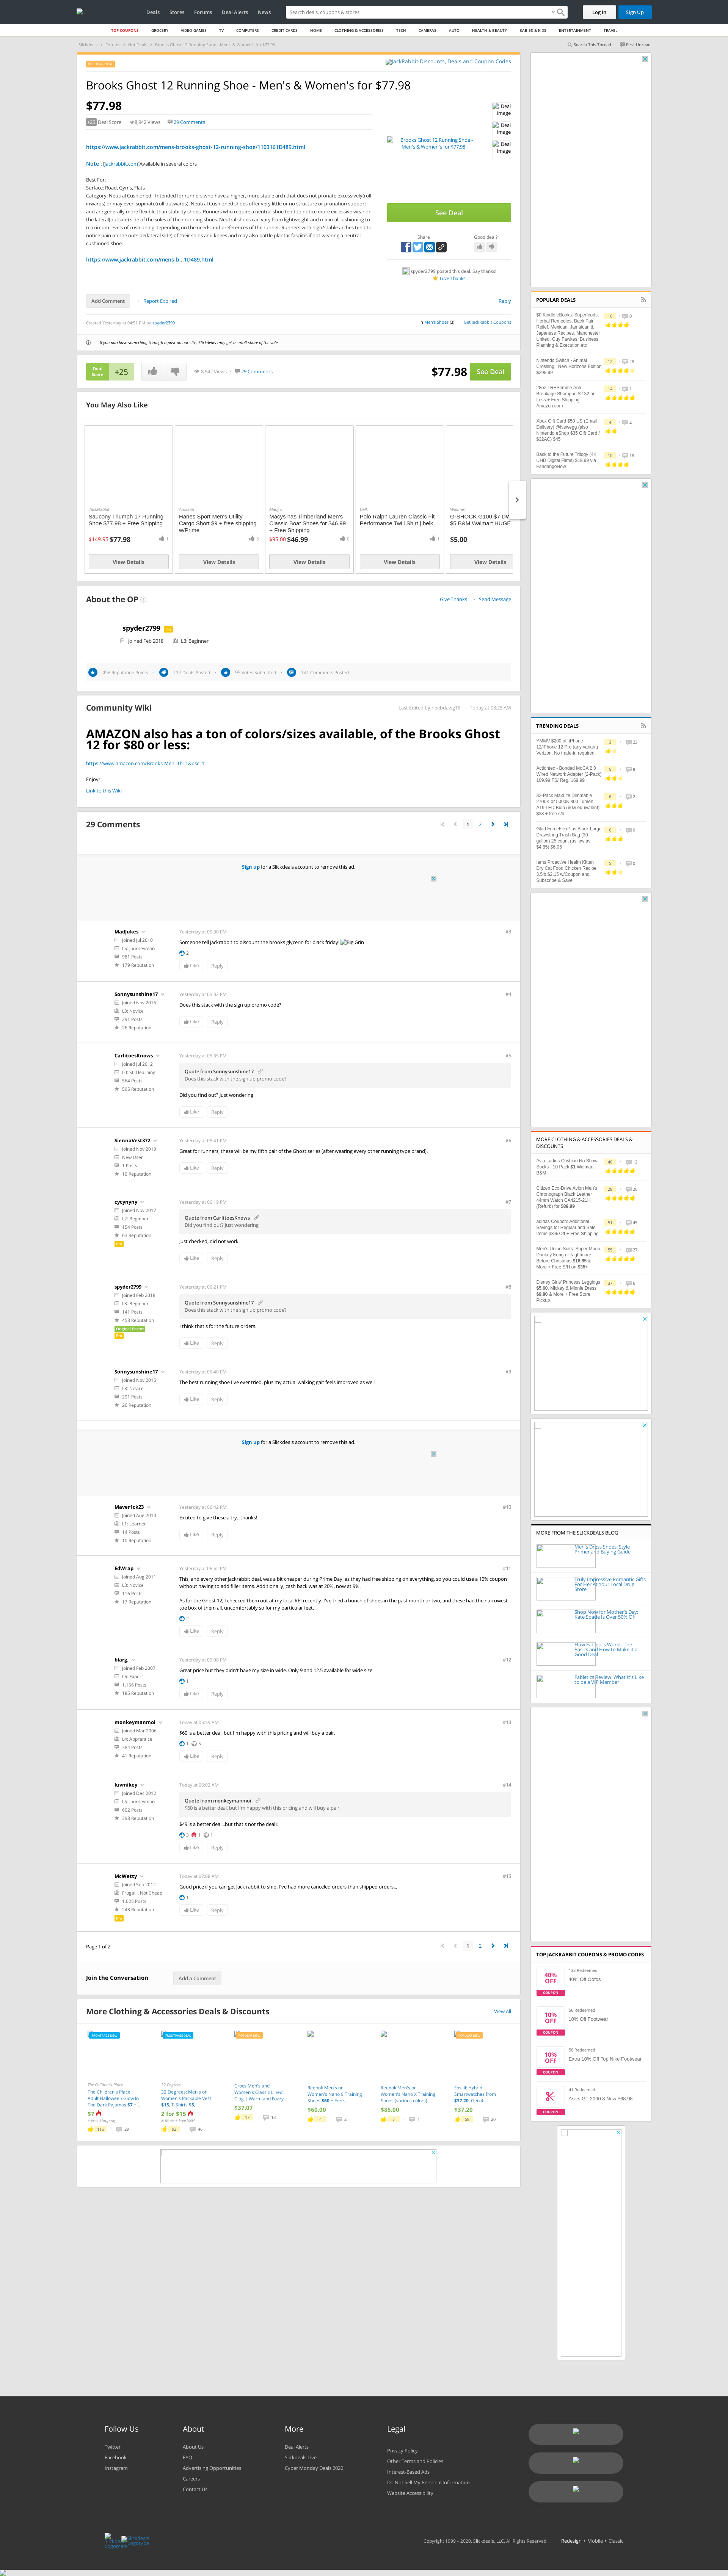 Deals Stores Forums Deal Alerts News Search deals, coupons & stores Log In Sign Up
TOP COUPONS GROCERY VIDEO GAMES TV COMPUTERS CREDIT CARDS HOME CLOTHING & ACCESSORIES TECH CAMERAS AUTO HEALTH & BEAUTY BABIES & KIDS ENTERTAINMENT TRAVEL
Slickdeals > Forums > Hot Deals > Brooks Ghost 12 Running Shoe - Men's & Women's for $77.98
Search This Thread First Unread
JackRabbit Discounts, Deals and Coupon Codes
Brooks Ghost 12 Running Shoe - Men's & Women's for $77.98
$77.98
+25 Deal Score 8,942 Views 29 Comments
https://www.jackrabbit.com/mens-brooks-ghost-12-running-shoe/1103161D489.html
Note : [jackrabbit.com]Available in several colors
Best For:
Surface: Road, Gyms, Flats
Category: Neutral Cushioned - Intended for runners who have a higher, more stable arch that does not pronate excessively(roll
inwards) or may even supinate(roll outwards). Neutral Cushioned shoes offer very little or no structure or structural support
and are generally more flexible than stability shoes. Runners who require a neutral shoe tend to notice more excessive wear on
the lateral(outside) side of the soles of their running shoes. Neutral shoes can vary from lightweight and minimal cushioning to
maximum levels of cushioning depending on the runners needs and preferences. Runners with high/stable arches who tend to
notice pain on the outside(lateral side) of their shins and knees may also battle plantar fasciitis if not wearing a neutral
cushioned shoe.
https://www.jackrabbit.com/mens-b...1D489.html
Brooks Ghost 12 Running Shoe -
Men's & Women's for $77.98
Deal
Image
Deal
Image
Deal
Image
See Deal
Share Good deal?
spyder2799 posted this deal. Say thanks!
Give Thanks
Add Comment Report Expired Reply
Created Yesterday at 04:51 PM by spyder2799
in Men's Shoes (3) Get JackRabbit Coupons
If you purchase something through a post on our site, Slickdeals may get a small share of the sale.
Deal
Score
+25 8,942 Views 29 Comments $77.98 See Deal
You May Also Like
JackRabbit
Saucony Triumph 17 Running
Shoe $77.98 + Free Shipping
$149.95 $77.98 1
View Details
Amazon
Hanes Sport Men's Utility
Cargo Short $9 + free shipping
w/Prime
3
View Details
Macy's
Macys has Timberland Men's
Classic Boat Shoes for $46.99
+ Free Shipping
$95.00 $46.99 0
View Details
Belk
Polo Ralph Lauren Classic Fit
Performance Twill Shirt | belk
1
View Details
Walmart
G-SHOCK G100 $7 DW
$5 B&M Walmart HUGE
$5.00
View Details
About the OP
Give Thanks Send Message
spyder2799 Pro
Joined Feb 2018 L3: Beginner
458 Reputation Points 117 Deals Posted 95 Votes Submitted 141 Comments Posted
Community Wiki
Last Edited by heidsdawg16 Today at 08:25 AM
AMAZON also has a ton of colors/sizes available, of the Brooks Ghost
12 for $80 or less:
https://www.amazon.com/Brooks-Men...th=1&psc=1
Enjoy!
Link to this Wiki
29 Comments
1 2
Sign up for a Slickdeals account to remove this ad.
MadJukes Yesterday at 05:30 PM #3
Joined Jul 2010
L5: Journeyman
381 Posts
179 Reputation
Someone tell Jackrabbit to discount the brooks glycerin for black friday! Big Grin
2
Like Reply
Sonnysunshine17 Yesterday at 05:32 PM #4
Joined Nov 2015
L3: Novice
291 Posts
26 Reputation
Does this stack with the sign up promo code?
Like Reply
CarlitoesKnows Yesterday at 05:35 PM #5
Joined Jul 2012
L0: Still learning
564 Posts
595 Reputation
Quote from Sonnysunshine17
Does this stack with the sign up promo code?
Did you find out? Just wondering
Like Reply
SiennaVest372 Yesterday at 05:41 PM #6
Joined Nov 2019
New User
1 Posts
10 Reputation
Great for runners, these will be my fifth pair of the Ghost series (after wearing every other running type brand).
Like Reply
cycynyny Yesterday at 06:19 PM #7
Joined Nov 2017
L2: Beginner
154 Posts
63 Reputation
Pro
Quote from CarlitoesKnows
Did you find out? Just wondering
Just checked, did not work.
Like Reply
spyder2799 Yesterday at 06:21 PM #8
Joined Feb 2018
L3: Beginner
141 Posts
458 Reputation
Original Poster
Pro
Quote from Sonnysunshine17
Does this stack with the sign up promo code?
I think that's for the future orders..
Like Reply
Sonnysunshine17 Yesterday at 06:40 PM #9
Joined Nov 2015
L3: Novice
291 Posts
26 Reputation
The best running shoe I've ever tried, plus my actual walking gait feels improved as well
Like Reply
Sign up for a Slickdeals account to remove this ad.
Maver1ck23 Yesterday at 06:42 PM #10
Joined Aug 2018
L1: Learner
14 Posts
10 Reputation
Excited to give these a try...thanks!
Like Reply
EdWrap Yesterday at 06:52 PM #11
Joined Aug 2011
L3: Novice
116 Posts
17 Reputation
This, and every other Jackrabbit deal, was a bit cheaper during Prime Day, as they had free shipping on everything, so you could use a 10% coupon
without having to add filler items. Additionally, cash back was at 20%, now at 9%.
As for the Ghost 12, I checked them out at my local REI recently. I've tried a bunch of shoes in the past couple of months. These had the narrowest
toe box of them all, uncomfortably so for my particular feet.
2
Like Reply
blarg. Yesterday at 09:08 PM #12
Joined Feb 2007
L6: Expert
1,156 Posts
185 Reputation
Great price but they didn't have my size in wide. Only 9 and 12.5 available for wide size
1
Like Reply
monkeymanmoi Today at 05:59 AM #13
Joined Mar 2006
L4: Apprentice
384 Posts
41 Reputation
$60 is a better deal, but I'm happy with this pricing and will buy a pair.
1 5
Like Reply
luvmikey Today at 06:02 AM #14
Joined Dec 2012
L5: Journeyman
602 Posts
398 Reputation
Quote from monkeymanmoi
$60 is a better deal, but I'm happy with this pricing and will buy a pair.
$49 is a better deal...but that's not the deal :)
3 1 1
Like Reply
McWetty Today at 07:08 AM #15
Joined Sep 2012
Frugal... Not Cheap
1,025 Posts
243 Reputation
Pro
Good price if you can get Jack rabbit to ship. I've had more canceled orders than shipped orders...
1
Like Reply
Page 1 of 2 1 2
Join the Conversation Add a Comment
More Clothing & Accessories Deals & Discounts View All
The Children's Place
The Children's Place:
Adult Halloween Glow In
The Dark Pajamas $7 +...
$7
+ Free Shipping
116 29
32 Degrees
32 Degrees: Men's or
Women's Packable Vest
$15, T-Shirts $5,...
2 for $15
& More + Free S&H
92 46
Crocs Men's and
Women's Classic Lined
Clog | Warm and Fuzzy...
$37.07
17 13
Reebok Men's or
Women's Nano 9 Training
Shoes $60 + Free...
$60.00
4 2
Reebok Men's or
Women's Nano X Training
Shoes (various colors)...
$85.00
7 1
Fossil: Hybrid
Smartwatches from
$37.20, Gen 4...
$37.20
58 20
POPULAR DEALS
$0 Kindle eBooks: Superfoods,
Herbal Remedies, Back Pain
Relief, Mexican, Jamaican &
Japanese Recipes, Manchester
United, Guy Fawkes, Business
Planning & Execution etc
10 0
Nintendo Switch - Animal
Crossing_ New Horizons Edition
$299.99
12 28
28oz TRESemmé Anti-
Breakage Shampoo $2.32 or
Less + Free Shipping
Amazon.com
14 1
Xbox Gift Card $50 US (Email
Delivery) @Newegg (also
Nintendo eShop $35 Gift Card /
$32AC) $45
4 2
Back to the Future Trilogy (4K
UHD Digital Films) $19.99 via
FandangoNow
10 16
TRENDING DEALS
YMMV $200 off iPhone
12/iPhone 12 Pro (any variant)
Verizon, No trade-in required
3 23
Actiontec - Bonded MoCA 2.0
Wired Network Adapter (2-Pack)
109.99 FS/ Reg. 169.99
5 8
32-Pack MaxLite Dimmable
2700K or 5000K 800 Lumen
A19 LED Bulb (60w equivalent)
$33 + free s/h
6 2
Glad ForceFlexPlus Black Large
Drawstring Trash Bag (30-
gallon) 25 count (as low as
$4.95) $6.08
6 0
Iams Proactive Health Kitten
Dry Cat Food Chicken Recipe
3.5lb $2.15 w/Coupon and
Subscribe & Save
5 0
MORE CLOTHING & ACCESSORIES DEALS &
DISCOUNTS
Avia Ladies Cushion No Show
Socks - 10 Pack $1 Walmart
B&M
46 12
Citizen Eco-Drive Avion Men's
Chronograph Black Leather
44mm Watch CA4215-21H
(Refurb) for $89.99
28 20
adidas Coupon: Additional
Savings for Regular and Sale
Items 33% Off + Free Shipping
51 45
Men's Union Suits: Super Mario,
Donkey Kong or Nightmare
Before Christmas $16.95 &
More + Free S/H on $35+
55 27
Disney Girls' Princess Leggings
$5.60, Mickey & Minnie Dress
$9.80 & More + Free Store
Pickup
37 6
MORE FROM THE SLICKDEALS BLOG
Men's Dress Shoes: Style
Primer and Buying Guide
Truly Impressive Romantic Gifts
For Her At Your Local Drug
Store
Shop Now for Mother's Day:
Kate Spade Is Over 50% Off
How Fabletics Works: The
Basics and How to Make it a
Good Deal
Fabletics Review: What It's Like
to be a VIP Member
TOP JACKRABBIT COUPONS & PROMO CODES
40%
OFF
COUPON
133 Redeemed
40% Off Oofos
10%
OFF
COUPON
56 Redeemed
10% Off Footwear
10%
OFF
COUPON
56 Redeemed
Extra 10% Off Top Nike Footwear
COUPON
41 Redeemed
Asics GT-2000 8 Now $88.98
Follow Us
Twitter
Facebook
Instagram
About
About Us
FAQ
Advertising Opportunities
Careers
Contact Us
More
Deal Alerts
Slickdeals Live
Cyber Monday Deals 2020
Legal
Privacy Policy
Other Terms and Policies
Interest-Based Ads
Do Not Sell My Personal Information
Website Accessibility
Copyright 1999 - 2020. Slickdeals, LLC. All Rights Reserved. Redesign • Mobile • Classic